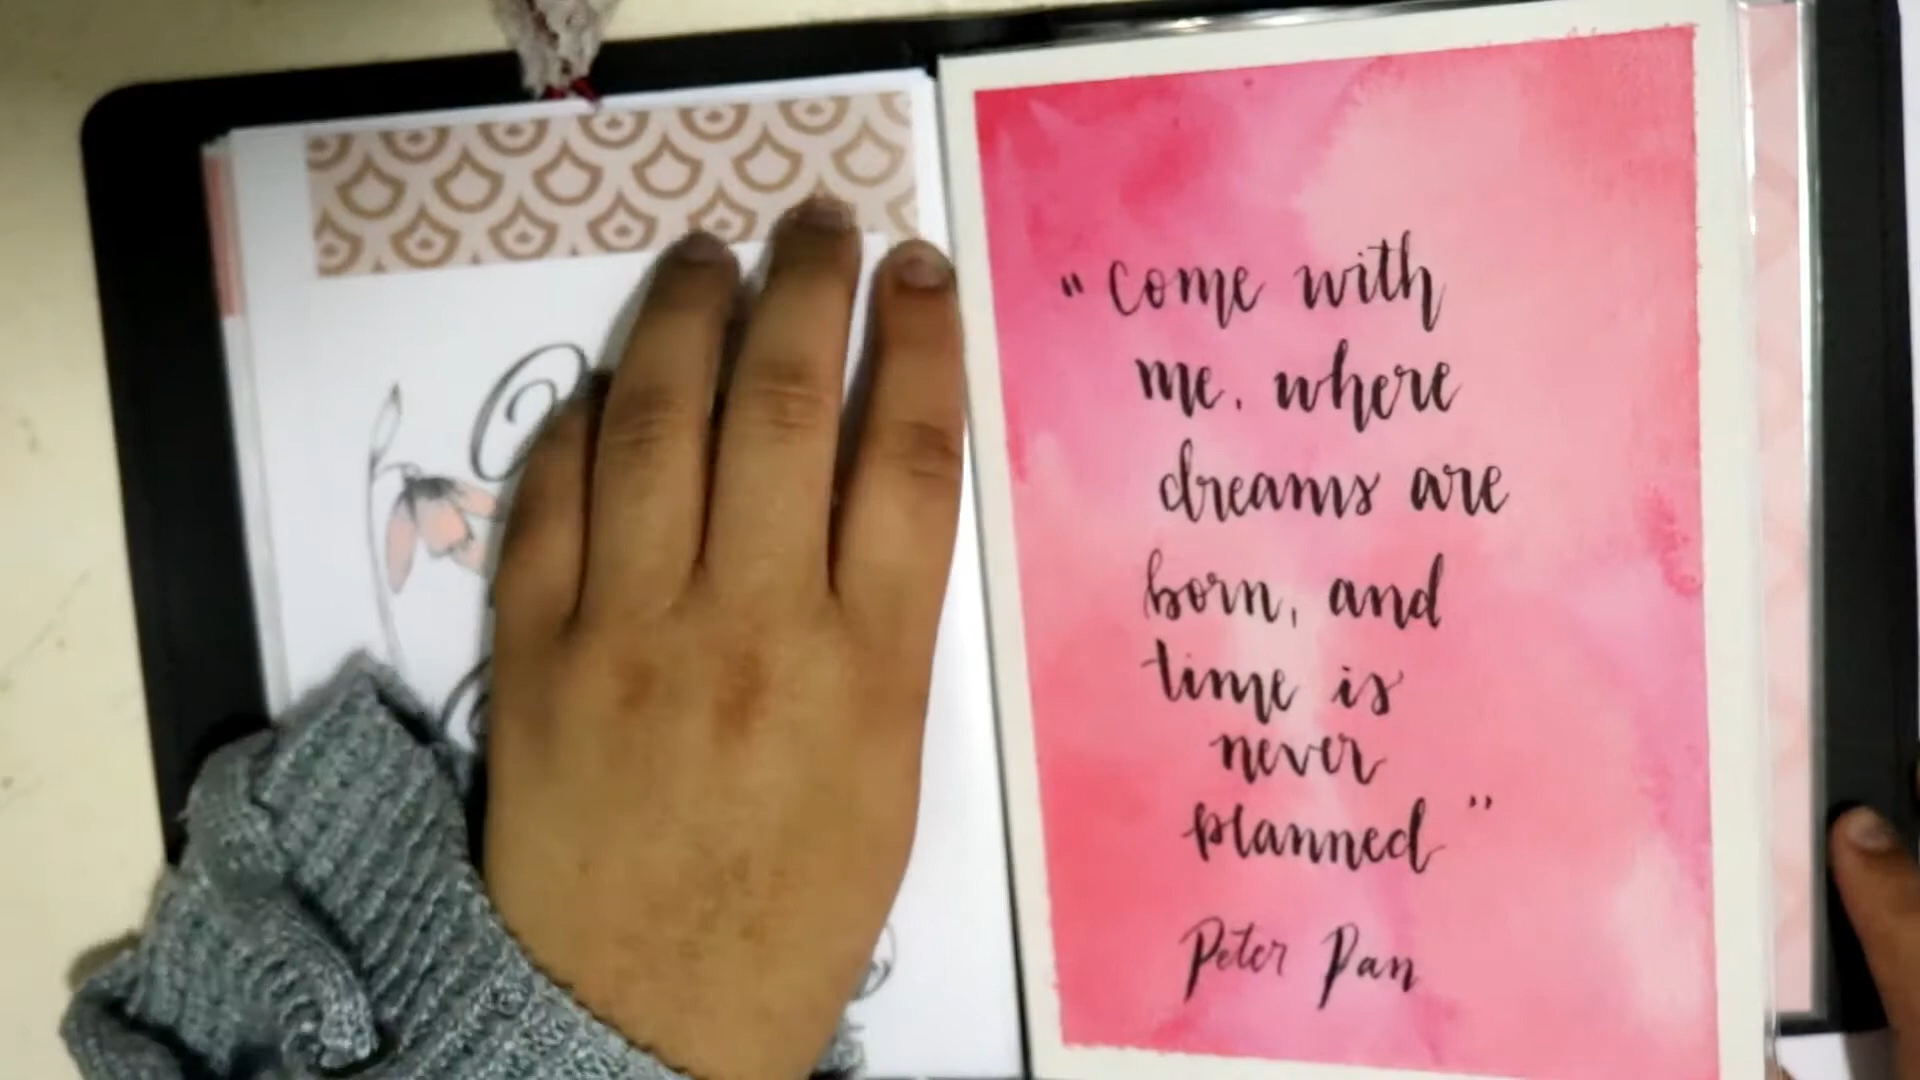 "come with
me, where
dreams are
born, and
time is
never
planned"
Peter Pan